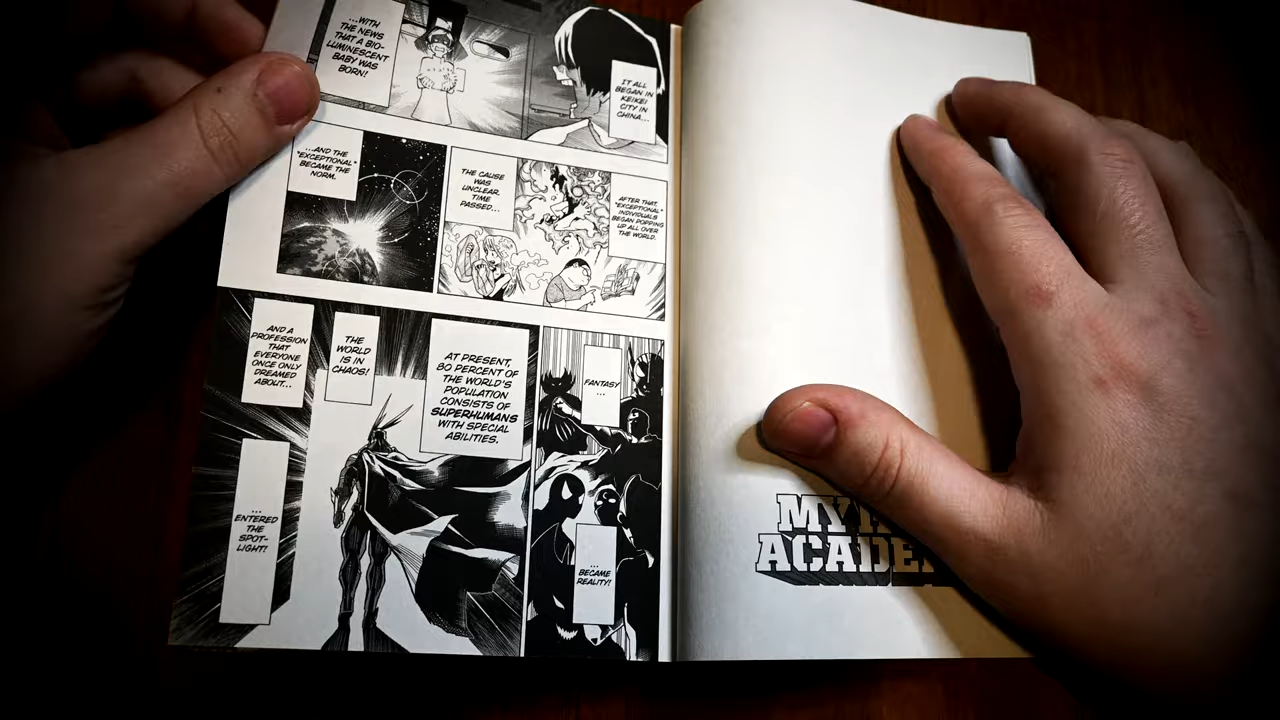 IT ALL
BEGAN IN
KEIKEI
CITY IN
CHINA...
...WITH
THE NEWS
THAT A BIO-
LUMINESCENT
BABY WAS
BORN!
AFTER THAT,
"EXCEPTIONAL"
INDIVIDUALS
BEGAN POPPING
UP ALL OVER
THE WORLD.
THE CAUSE
WAS
UNCLEAR.
TIME
PASSED...
...AND THE
"EXCEPTIONAL"
BECAME THE
NORM.
FANTASY
...
...
BECAME
REALITY!
AT PRESENT,
80 PERCENT OF
THE WORLD'S
POPULATION
CONSISTS OF
SUPERHUMANS
WITH SPECIAL
ABILITIES.
THE
WORLD
IS IN
CHAOS!
AND A
PROFESSION
THAT
EVERYONE
ONCE ONLY
DREAMED
ABOUT...
...
ENTERED
THE
SPOT-
LIGHT!
MY